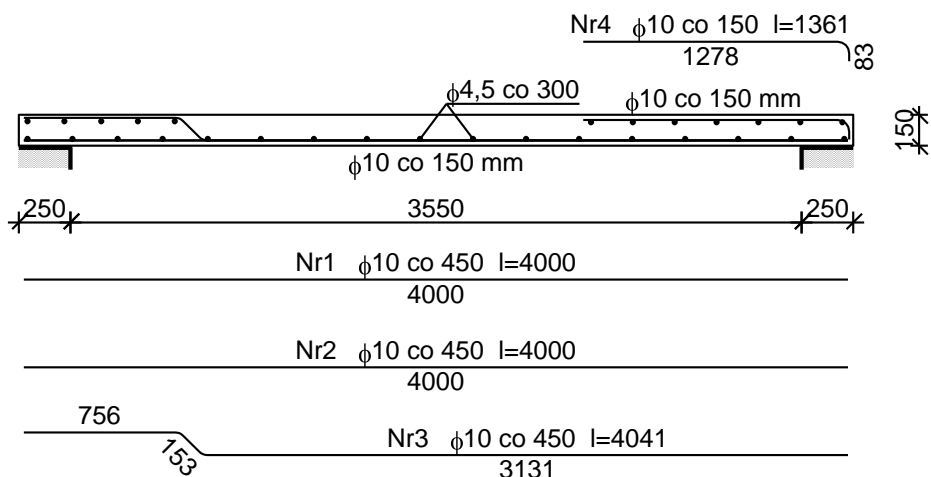 Nr4 ϕ10 co 150 l=1361
1278
83
ϕ4,5 co 300
ϕ10 co 150 mm
150
ϕ10 co 150 mm
250
3550
250
Nr1 ϕ10 co 450 l=4000
4000
Nr2 ϕ10 co 450 l=4000
4000
756
153
Nr3 ϕ10 co 450 l=4041
3131